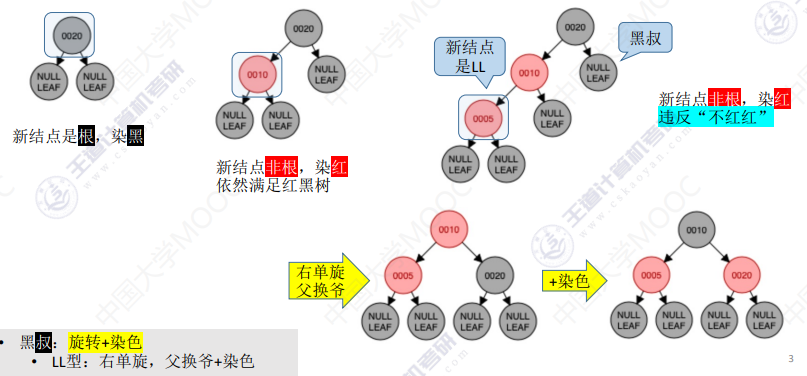 0020
NULL
LEAF
NULL
LEAF
新结点是根，染黑
0020
0010
NULL
LEAF
NULL
LEAF
NULL
LEAF
新结点非根，染红
依然满足红黑树
新结点
是LL
黑叔
0020
0010
NULL
LEAF
0005
NULL
LEAF
NULL
LEAF
NULL
LEAF
新结点非根，染红
违反“不红红”
右单旋
父换爷
0010
0005
0020
NULL
LEAF
NULL
LEAF
NULL
LEAF
NULL
LEAF
+染色
0010
0005
0020
NULL
LEAF
NULL
LEAF
NULL
LEAF
NULL
LEAF
• 黑叔：旋转+染色
• LL型：右单旋，父换爷+染色
3
王道计算机考研
www.cskaoyan.com
中国大学MOOC